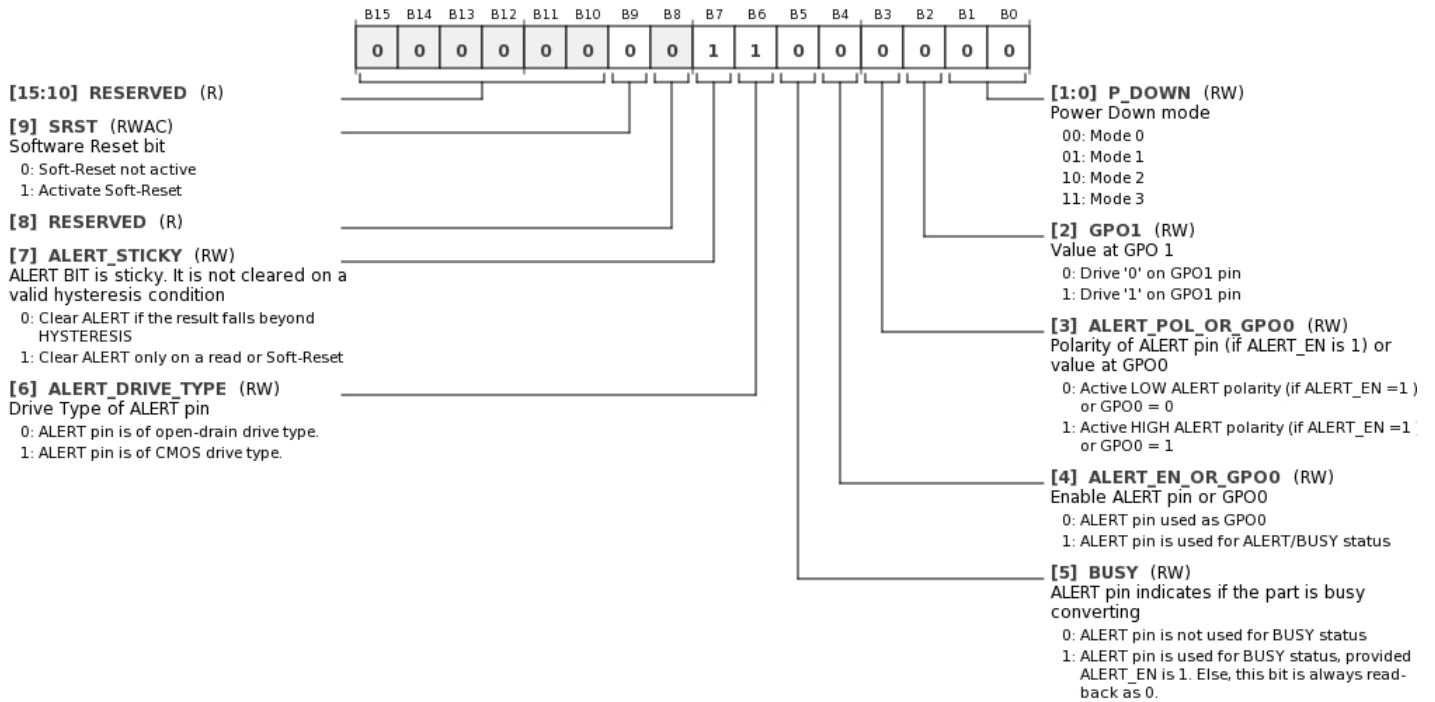 B15 B14 B13 B12 B11 B10 B9 B8 B7 B6 B5 B4 B3 B2 B1 B0
0 0 0 0 0 0 0 0 1 1 0 0 0 0 0 0
[15:10] RESERVED (R)
[9] SRST (RWAC)
Software Reset bit
0: Soft-Reset not active
1: Activate Soft-Reset
[8] RESERVED (R)
[7] ALERT_STICKY (RW)
ALERT BIT is sticky. It is not cleared on a
valid hysteresis condition
0: Clear ALERT if the result falls beyond
HYSTERESIS
1: Clear ALERT only on a read or Soft-Reset
[6] ALERT_DRIVE_TYPE (RW)
Drive Type of ALERT pin
0: ALERT pin is of open-drain drive type.
1: ALERT pin is of CMOS drive type.
[1:0] P_DOWN (RW)
Power Down mode
00: Mode 0
01: Mode 1
10: Mode 2
11: Mode 3
[2] GPO1 (RW)
Value at GPO 1
0: Drive '0' on GPO1 pin
1: Drive '1' on GPO1 pin
[3] ALERT_POL_OR_GPO0 (RW)
Polarity of ALERT pin (if ALERT_EN is 1) or
value at GPO0
0: Active LOW ALERT polarity (if ALERT_EN =1 )
or GPO0 = 0
1: Active HIGH ALERT polarity (if ALERT_EN =1
or GPO0 = 1
[4] ALERT_EN_OR_GPO0 (RW)
Enable ALERT pin or GPO0
0: ALERT pin used as GPO0
1: ALERT pin is used for ALERT/BUSY status
[5] BUSY (RW)
ALERT pin indicates if the part is busy
converting
0: ALERT pin is not used for BUSY status
1: ALERT pin is used for BUSY status, provided
ALERT_EN is 1. Else, this bit is always read-
back as 0.